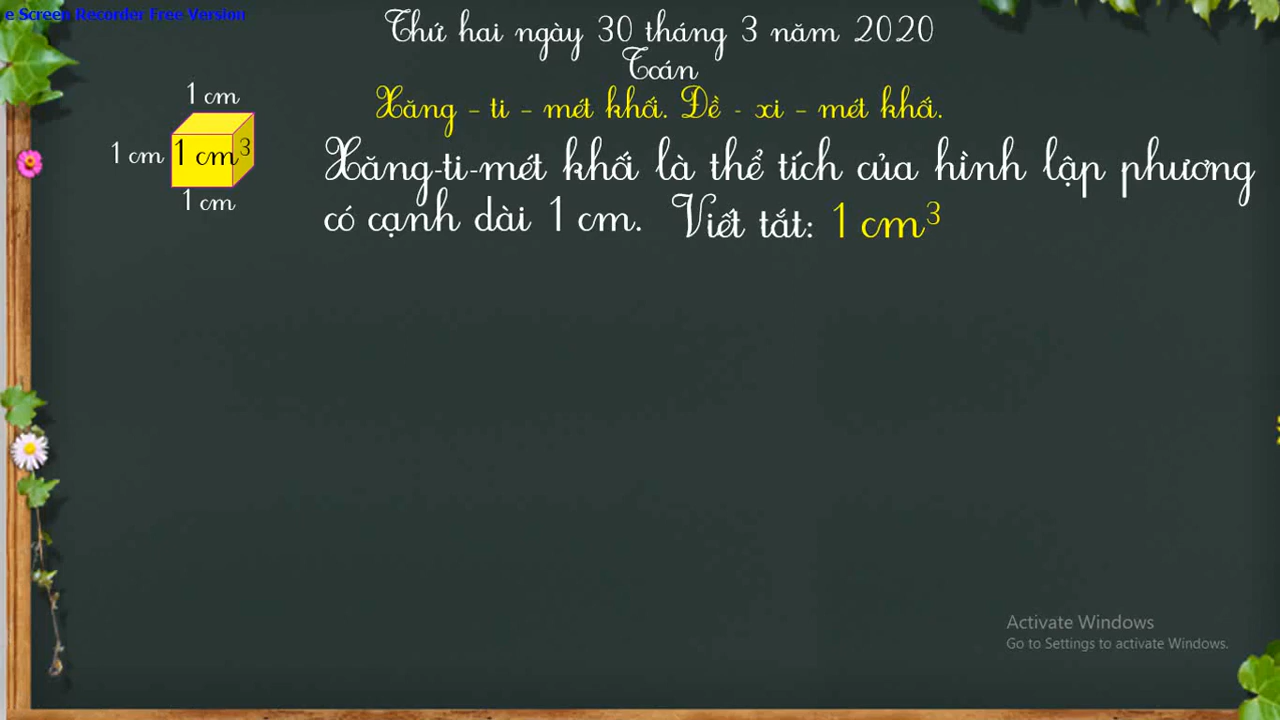 e Screen Recorder Free Version
Thứ hai ngày 30 tháng 3 năm 2020
Toán
Xăng - ti - mét khối. Đề - xi - mét khối.
1 cm
1 cm
1 cm³
1 cm
Xăng-ti-mét khối là thể tích của hình lập phương
có cạnh dài 1 cm. Viết tắt: 1 cm³
Activate Windows
Go to Settings to activate Windows.